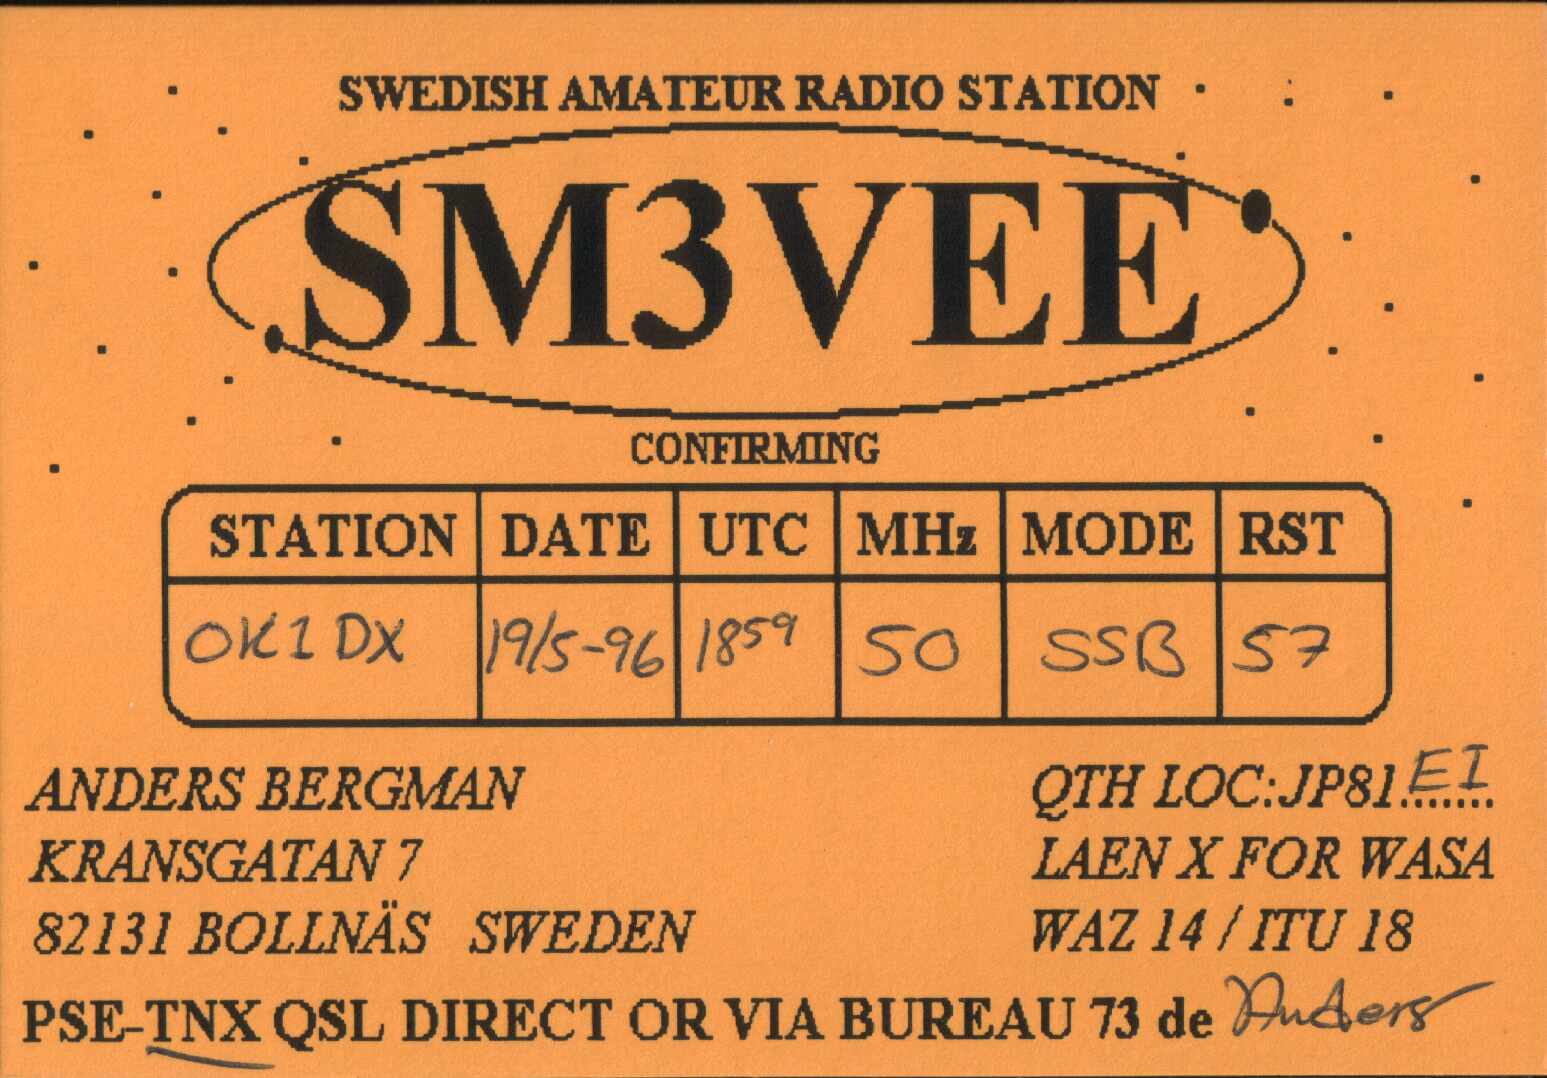 SWEDISH AMATEUR RADIO STATION
SM3VEE
CONFIRMING
STATION DATE UTC MHz MODE RST
OK1DX 19/5-96 1859 50 SSB 57
ANDERS BERGMAN
KRANSGATAN 7
82131 BOLLNÄS SWEDEN
QTH LOC:JP81.EI
LAEN X FOR WASA
WAZ 14 / ITU 18
PSE-TNX QSL DIRECT OR VIA BUREAU 73 de Anders